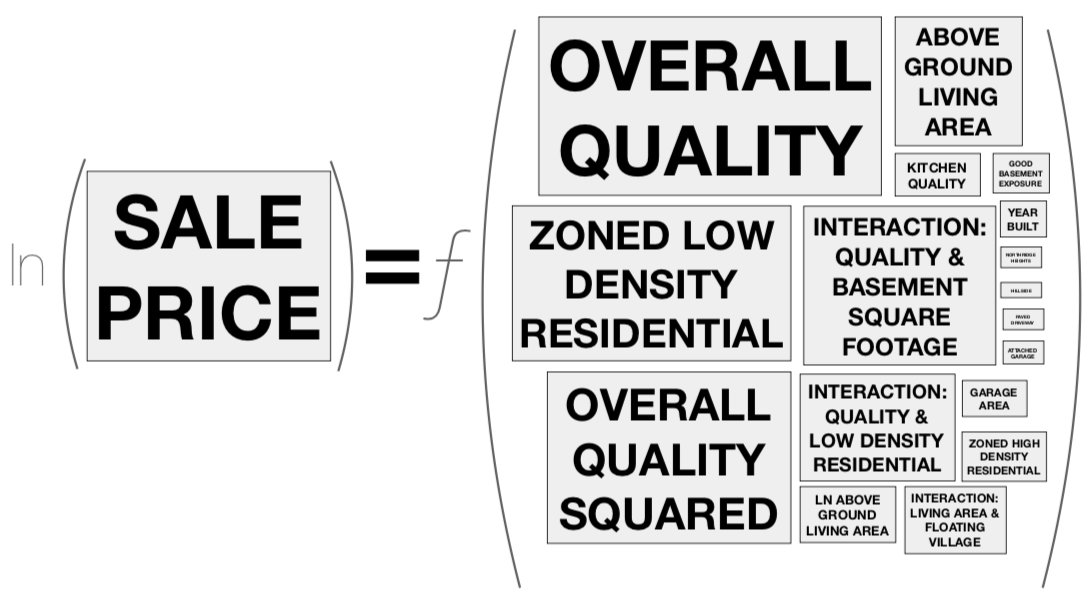 ln
SALE
PRICE
=
f
OVERALL
QUALITY
ABOVE
GROUND
LIVING
AREA
KITCHEN
QUALITY
GOOD
BASEMENT
EXPOSURE
ZONED LOW
DENSITY
RESIDENTIAL
INTERACTION:
QUALITY &
BASEMENT
SQUARE
FOOTAGE
YEAR
BUILT
NORTHRIDGE
HEIGHTS
HILLSIDE
PAVED
DRIVEWAY
ATTACHED
GARAGE
OVERALL
QUALITY
SQUARED
INTERACTION:
QUALITY &
LOW DENSITY
RESIDENTIAL
GARAGE
AREA
ZONED HIGH
DENSITY
RESIDENTIAL
LN ABOVE
GROUND
LIVING AREA
INTERACTION:
LIVING AREA &
FLOATING
VILLAGE